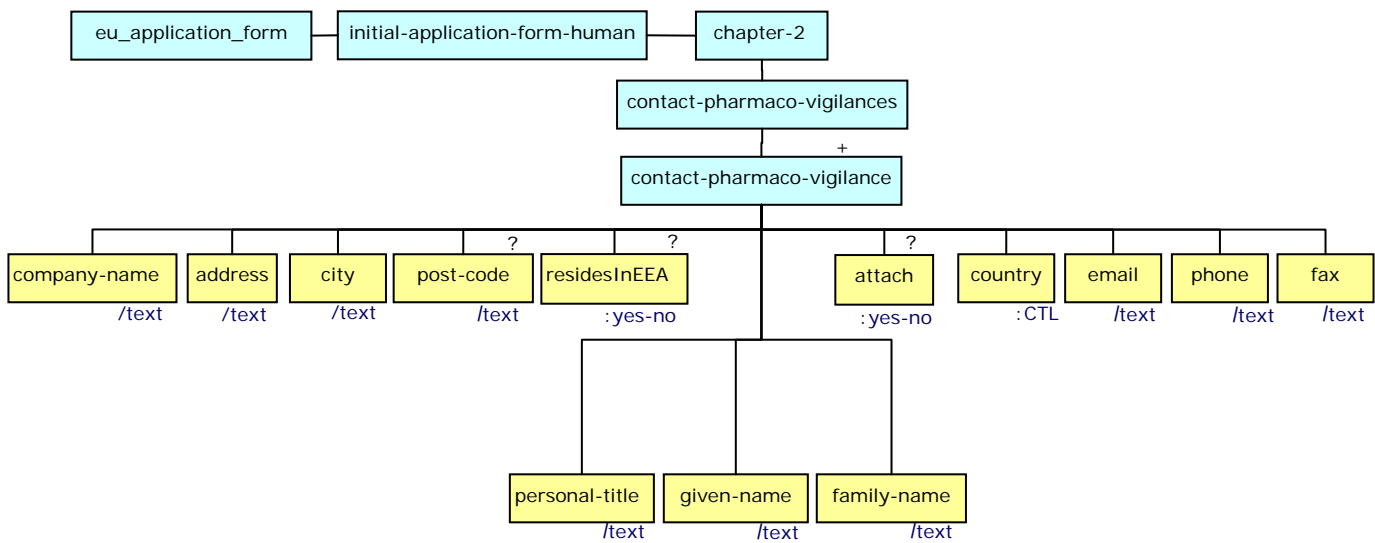 eu_application_form initial-application-form-human chapter-2
contact-pharmaco-vigilances
+
contact-pharmaco-vigilance
? ? ?
company-name address city post-code residesInEEA attach country email phone fax
/text /text /text /text :yes-no :yes-no :CTL /text /text /text
personal-title given-name family-name
/text /text /text